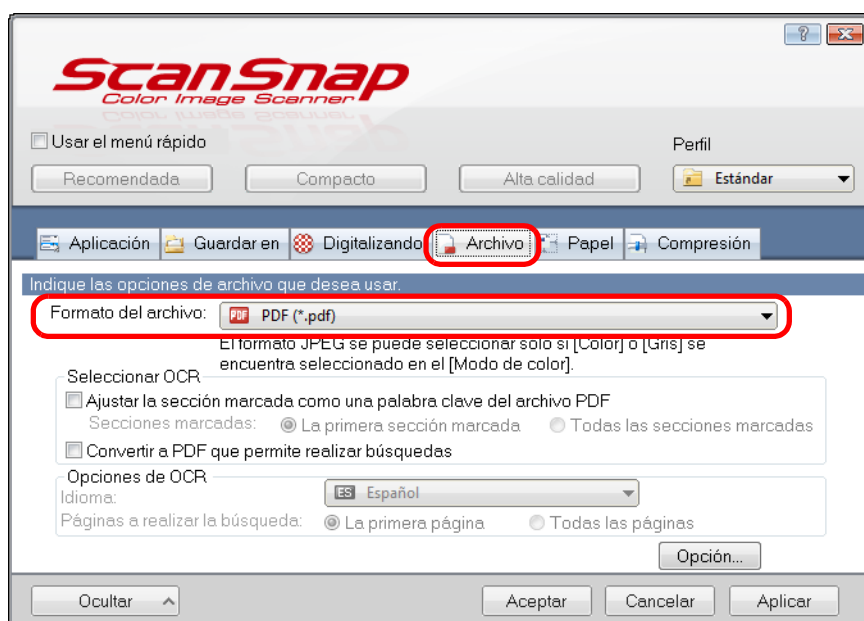 ScanSnap
Color Image Scanner
Usar el menú rápido
Perfil
Recomendada Compacto Alta calidad Estándar
Aplicación Guardar en Digitalizando Archivo Papel Compresión
Indique las opciones de archivo que desea usar.
Formato del archivo: PDF PDF (*.pdf)
El formato JPEG se puede seleccionar solo si [Color] o [Gris] se
encuentra seleccionado en el [Modo de color].
Seleccionar OCR
Ajustar la sección marcada como una palabra clave del archivo PDF
Secciones marcadas: La primera sección marcada Todas las secciones marcadas
Convertir a PDF que permite realizar búsquedas
Opciones de OCR
Idioma: ES Español
Páginas a realizar la búsqueda: La primera página Todas las páginas
Opción...
Ocultar Aceptar Cancelar Aplicar